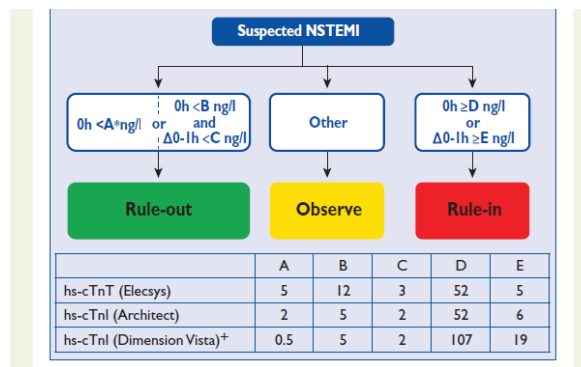 Suspected NSTEMI
0h <A*ng/l or
0h <B ng/l
and
Δ0-1h <C ng/l
Other
0h ≥D ng/l
or
Δ0-1h ≥E ng/l
Rule-out
Observe
Rule-in
A B C D E
hs-cTnT (Elecsys) 5 12 3 52 5
hs-cTnl (Architect) 2 5 2 52 6
hs-cTnl (Dimension Vista)+ 0.5 5 2 107 19